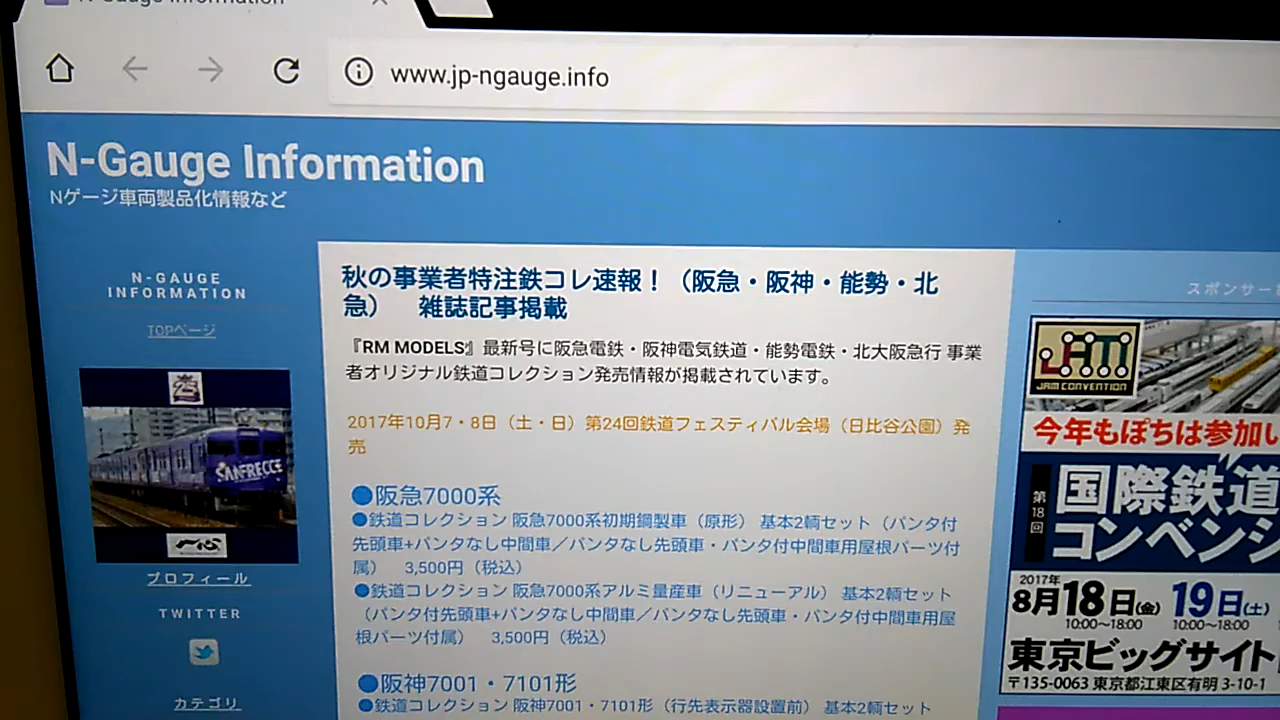 www.jp-ngauge.info
N-Gauge Information
Nゲージ車両製品化情報など
N-GAUGE
INFORMATION
TOPページ
25
SANFRECCE
プロフィール
TWITTER
カテゴリ
秋の事業者特注鉄コレ速報！（阪急・阪神・能勢・北
急）　雑誌記事掲載
『RM MODELS』最新号に阪急電鉄・阪神電気鉄道・能勢電鉄・北大阪急行 事業
者オリジナル鉄道コレクション発売情報が掲載されています。
2017年10月7・8日（土・日）第24回鉄道フェスティバル会場（日比谷公園）発
売
●阪急7000系
●鉄道コレクション 阪急7000系初期鋼製車（原形） 基本2輌セット（パンタ付
先頭車+パンタなし中間車／パンタなし先頭車・パンタ付中間車用屋根パーツ付
属）　3,500円（税込）
●鉄道コレクション 阪急7000系アルミ量産車（リニューアル） 基本2輌セット
（パンタ付先頭車+パンタなし中間車／パンタなし先頭車・パンタ付中間車用屋
根パーツ付属）　3,500円（税込）
●阪神7001・7101形
●鉄道コレクション 阪神7001・7101形（行先表示器設置前） 基本2輌セット
スポンサー
JAM
JAM CONVENTION
今年もぽちは参加い
第18回
国際鉄道
コンベンシ
2017年
8月18日(金) 19日(土)
10:00～18:00 10:00～18:00
東京ビッグサイト
〒135-0063 東京都江東区有明 3-10-1